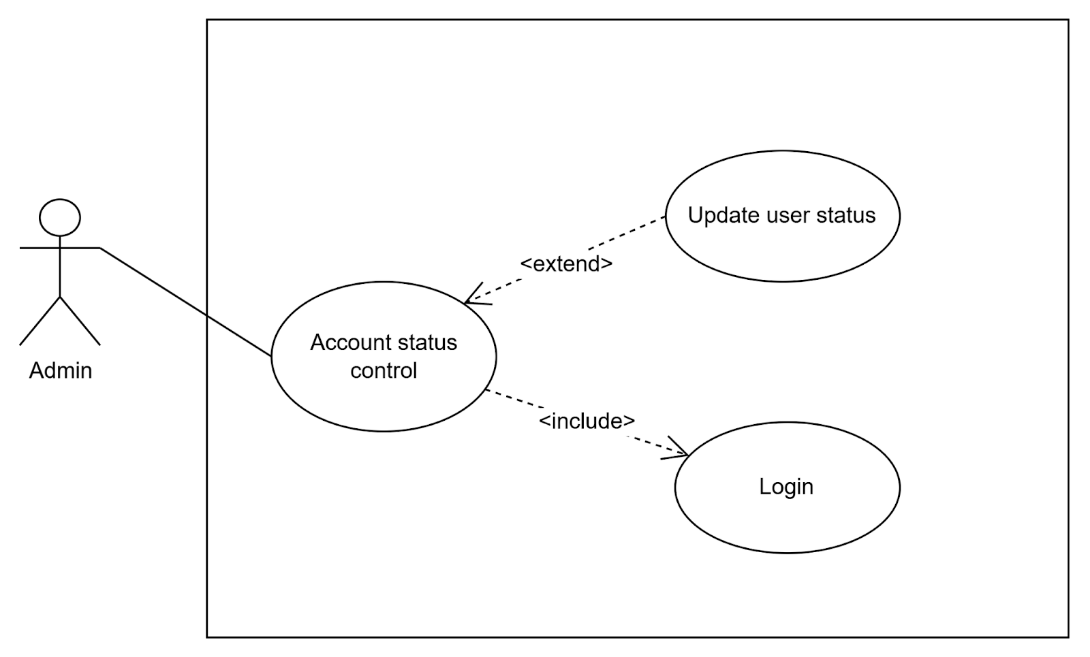 Update user status
<extend>
Account status
control
Admin
<include>
Login